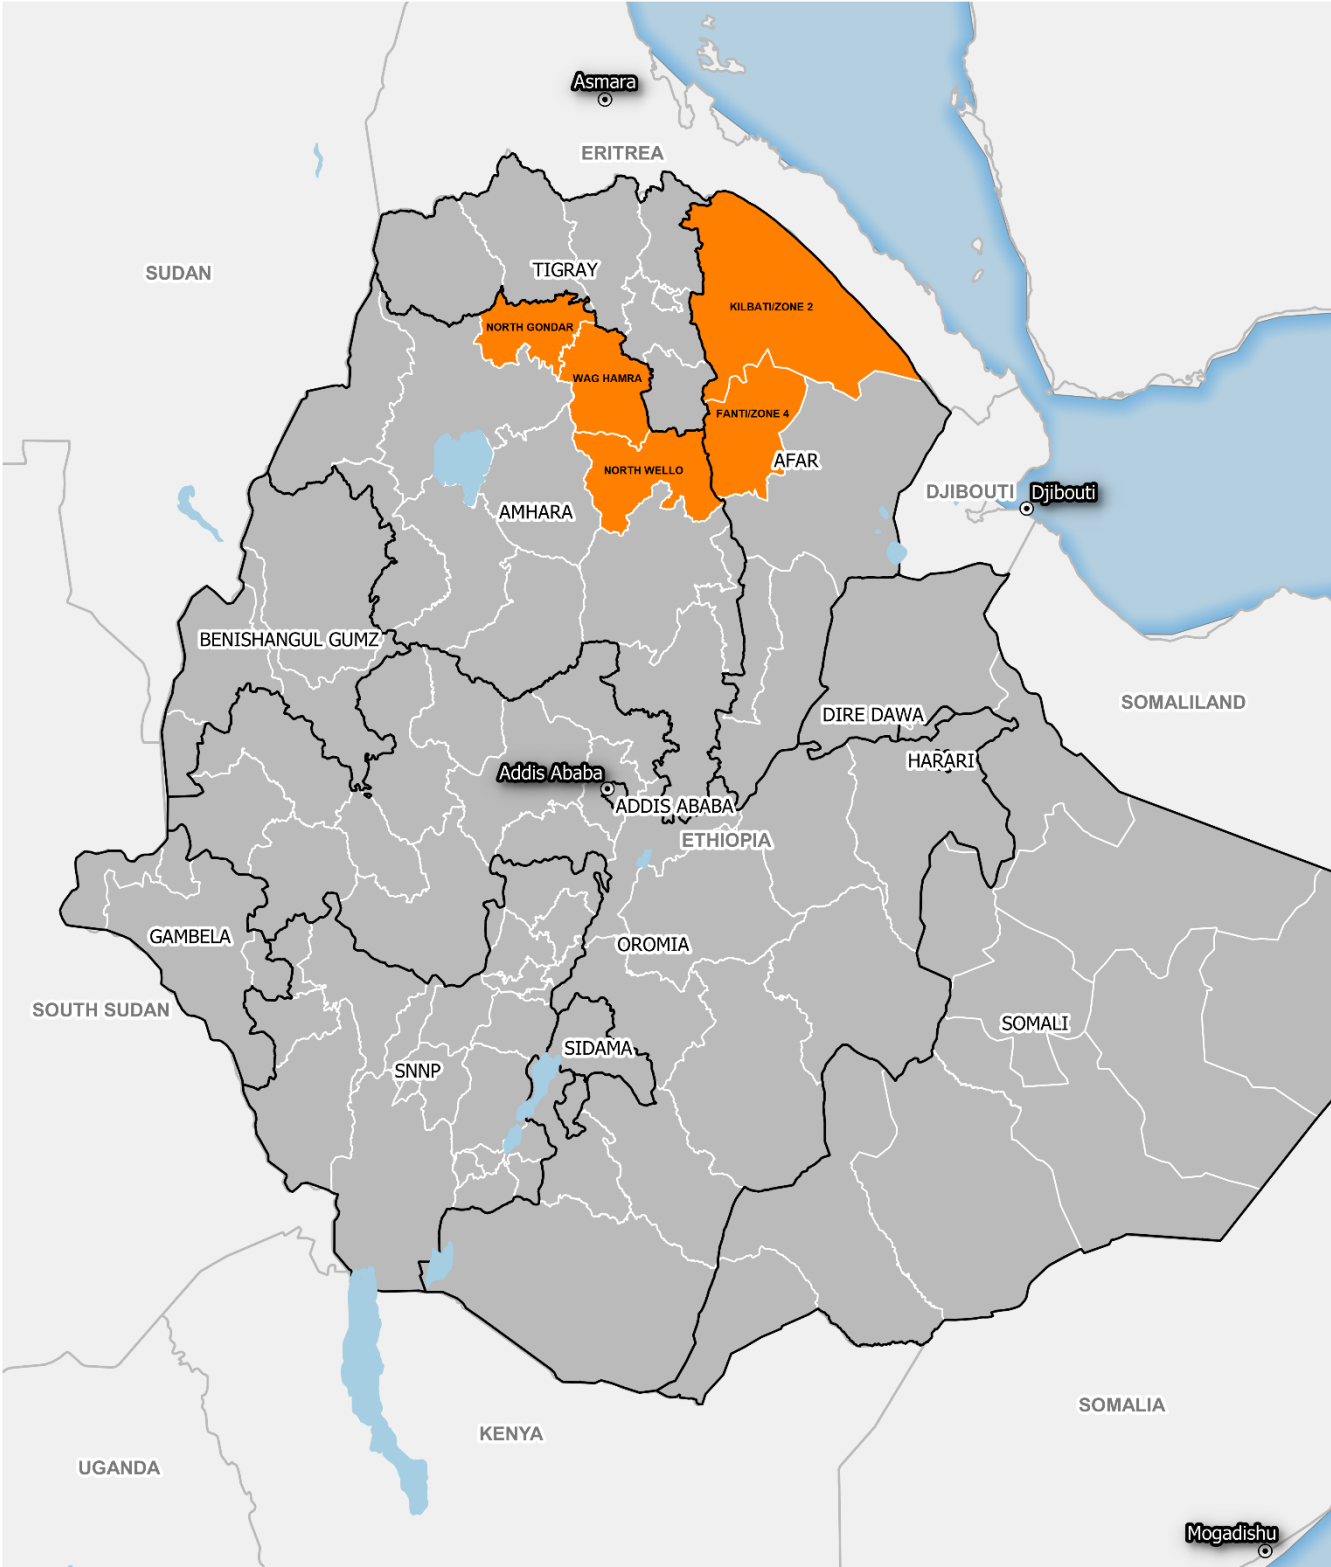 Asmara
ERITREA
SUDAN
TIGRAY
KILBATI/ZONE 2
NORTH GONDAR
WAG HAMRA
FANTI/ZONE 4
AFAR
NORTH WELLO
DJIBOUTI
Djibouti
AMHARA
BENISHANGUL GUMZ
SOMALILAND
DIRE DAWA
HARARI
Addis Ababa
ADDIS ABABA
ETHIOPIA
GAMBELA
OROMIA
SOUTH SUDAN
SOMALI
SIDAMA
SNNP
SOMALIA
KENYA
UGANDA
Mogadishu